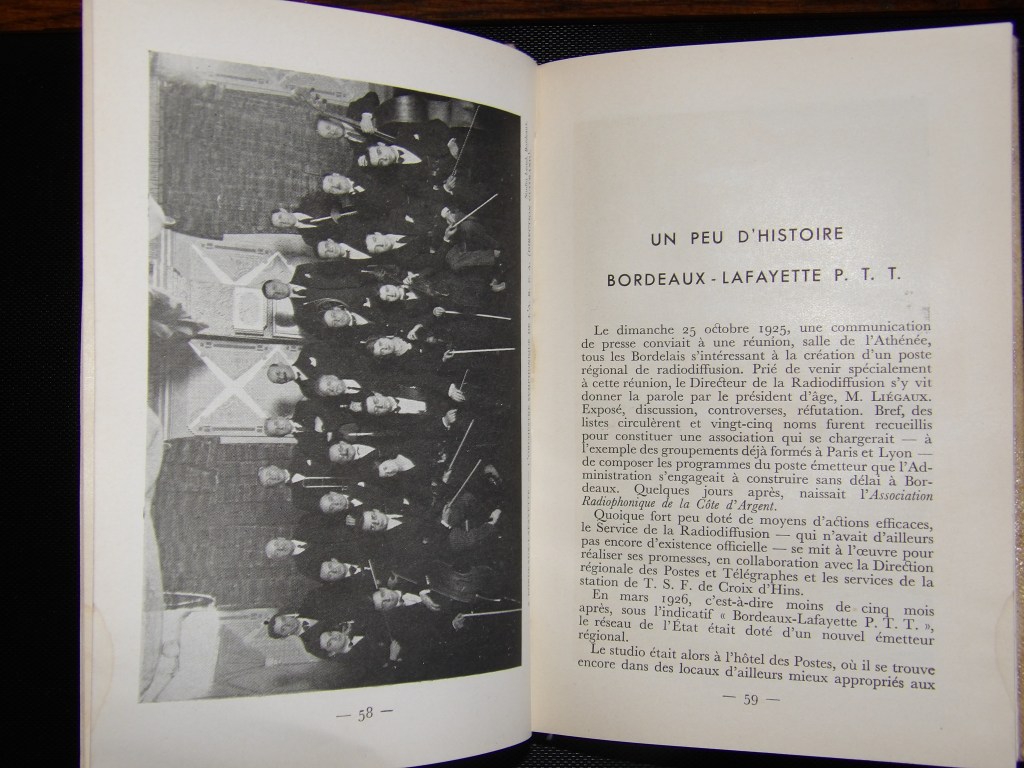 — 58 —
UN PEU D'HISTOIRE
BORDEAUX - LAFAYETTE P. T. T.
Le dimanche 25 octobre 1925, une communication
de presse conviait à une réunion, salle de l'Athénée,
tous les Bordelais s'intéressant à la création d'un poste
régional de radiodiffusion. Prié de venir spécialement
à cette réunion, le Directeur de la Radiodiffusion s'y vit
donner la parole par le président d'âge, M. LIÉGAUX.
Exposé, discussion, controverses, réfutation. Bref, des
listes circulèrent et vingt-cinq noms furent recueillis
pour constituer une association qui se chargerait — à
l'exemple des groupements déjà formés à Paris et Lyon —
de composer les programmes du poste émetteur que l'Ad-
ministration s'engageait à construire sans délai à Bor-
deaux. Quelques jours après, naissait l'Association
Radiophonique de la Côte d'Argent.
Quoique fort peu doté de moyens d'actions efficaces,
le Service de la Radiodiffusion — qui n'avait d'ailleurs
pas encore d'existence officielle — se mit à l'œuvre pour
réaliser ses promesses, en collaboration avec la Direction
régionale des Postes et Télégraphes et les services de la
station de T. S. F. de Croix d'Hins.
En mars 1926, c'est-à-dire moins de cinq mois
après, sous l'indicatif « Bordeaux-Lafayette P. T. T. »,
le réseau de l'État était doté d'un nouvel émetteur
régional.
Le studio était alors à l'hôtel des Postes, où il se trouve
encore dans des locaux d'ailleurs mieux appropriés aux
— 59 —